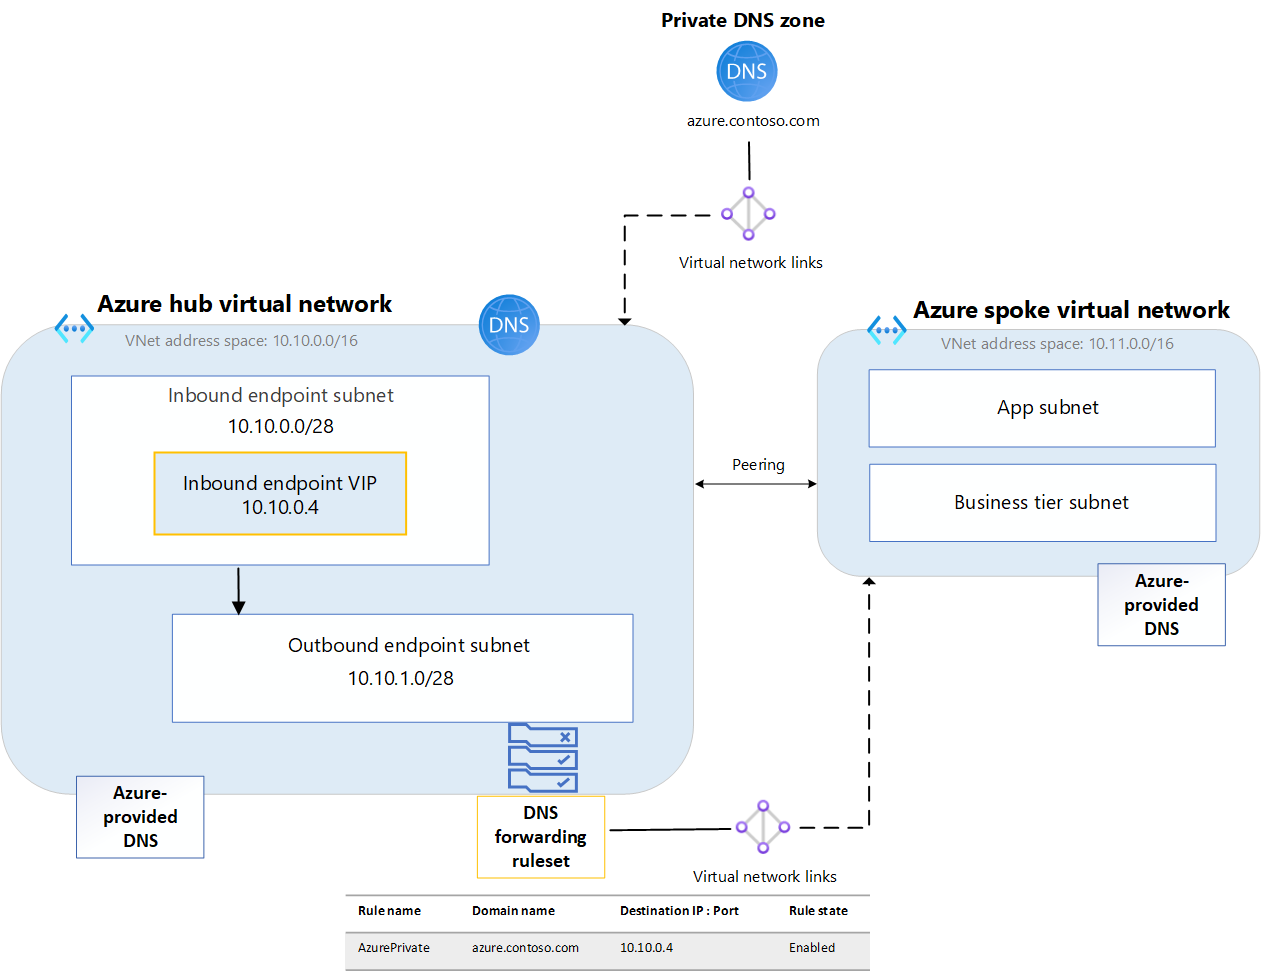 Private DNS zone
DNS
azure.contoso.com
Virtual network links
Azure hub virtual network
VNet address space: 10.10.0.0/16
DNS
Inbound endpoint subnet
10.10.0.0/28
Inbound endpoint VIP
10.10.0.4
Outbound endpoint subnet
10.10.1.0/28
Azure-
provided
DNS
Peering
Azure spoke virtual network
VNet address space: 10.11.0.0/16
App subnet
Business tier subnet
Azure-
provided
DNS
DNS
forwarding
ruleset
Virtual network links
Rule name Domain name Destination IP : Port Rule state
AzurePrivate azure.contoso.com 10.10.0.4 Enabled